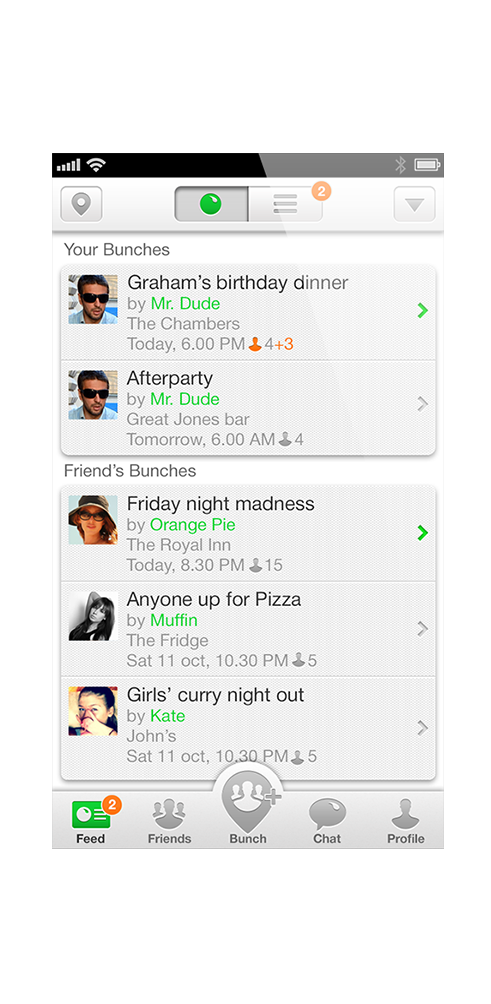 2
Your Bunches
Graham's birthday dinner
by Mr. Dude
The Chambers
Today, 6.00 PM 4+3
Afterparty
by Mr. Dude
Great Jones bar
Tomorrow, 6.00 AM 4
Friend's Bunches
Friday night madness
by Orange Pie
The Royal Inn
Today, 8.30 PM 15
Anyone up for Pizza
by Muffin
The Fridge
Sat 11 oct, 10.30 PM 5
Girls' curry night out
by Kate
John's
Sat 11 oct, 10.30 PM 5
2
Feed Friends Bunch Chat Profile